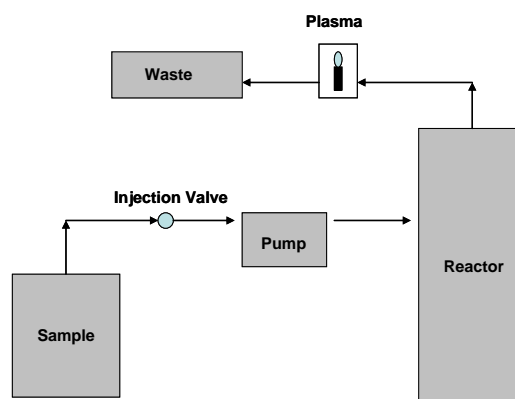 Plasma
Waste
Injection Valve
Pump
Reactor
Sample